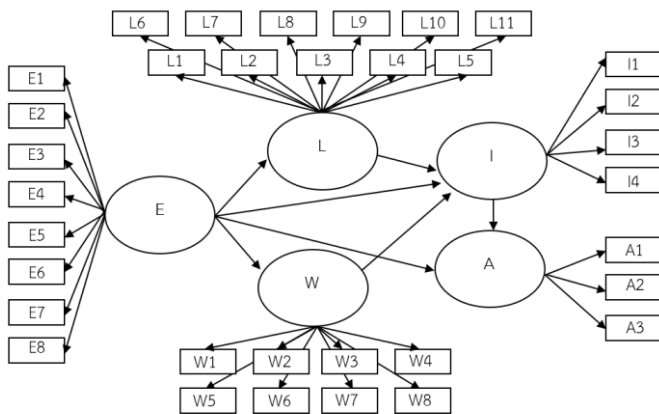 L6 L7 L8 L9 L10 L11
L1 L2 L3 L4 L5
E1
E2
E3
E4
E5
E6
E7
E8
L
I
E
W
A
I1
I2
I3
I4
A1
A2
A3
W1 W2 W3 W4
W5 W6 W7 W8